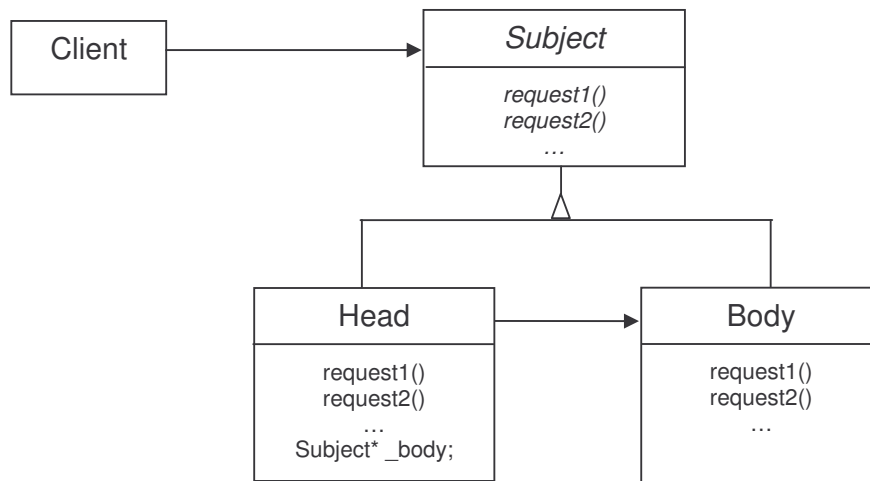 Client
Subject
request1()
request2()
...
Head
request1()
request2()
...
Subject* _body;
Body
request1()
request2()
...